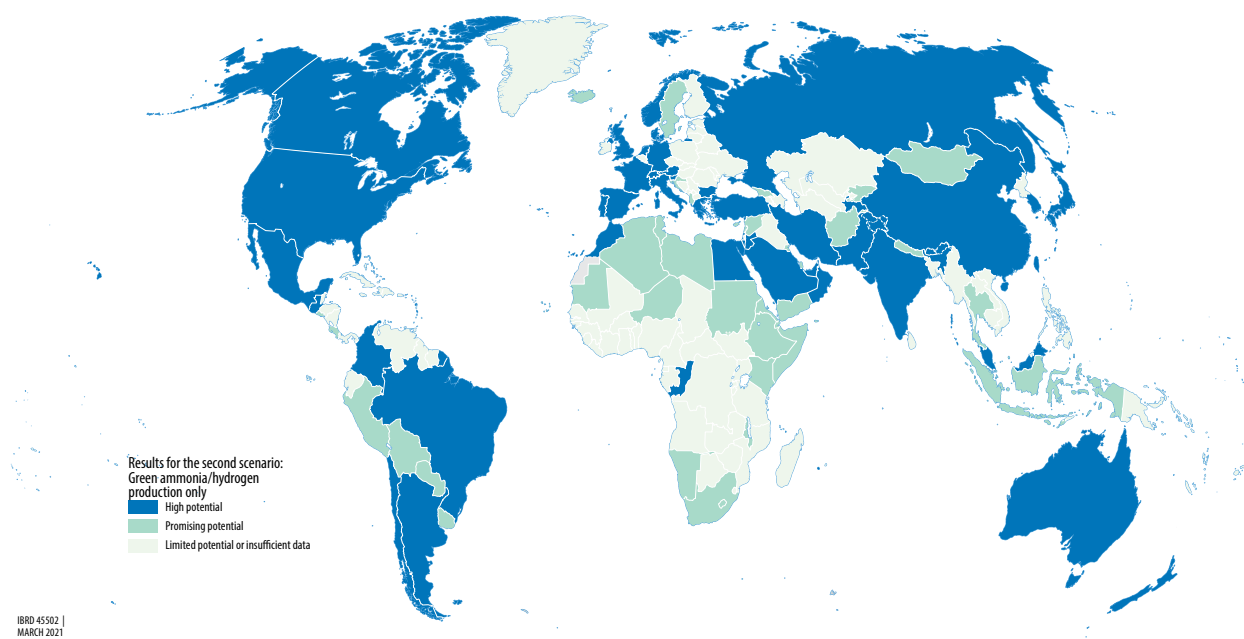 Results for the second scenario:
Green ammonia/hydrogen
production only
High potential
Promising potential
Limited potential or insufficient data
IBRD 45502 |
MARCH 2021